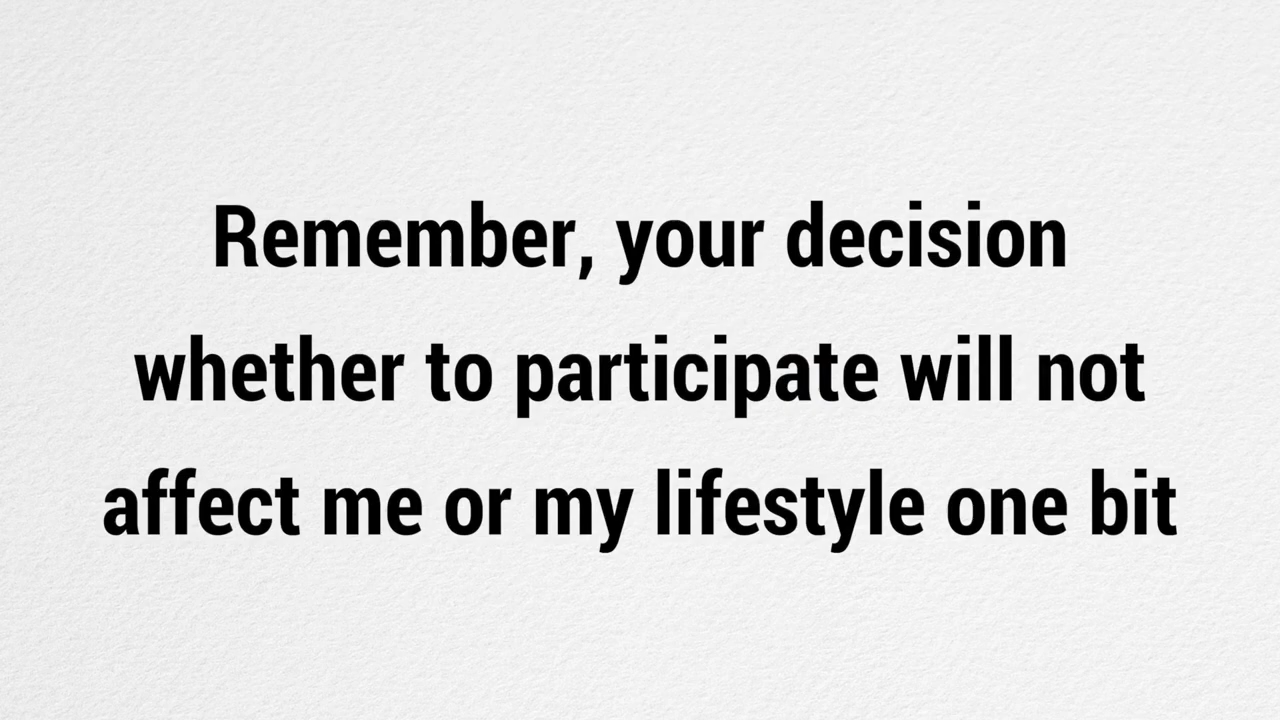 Remember, your decision
whether to participate will not
affect me or my lifestyle one bit